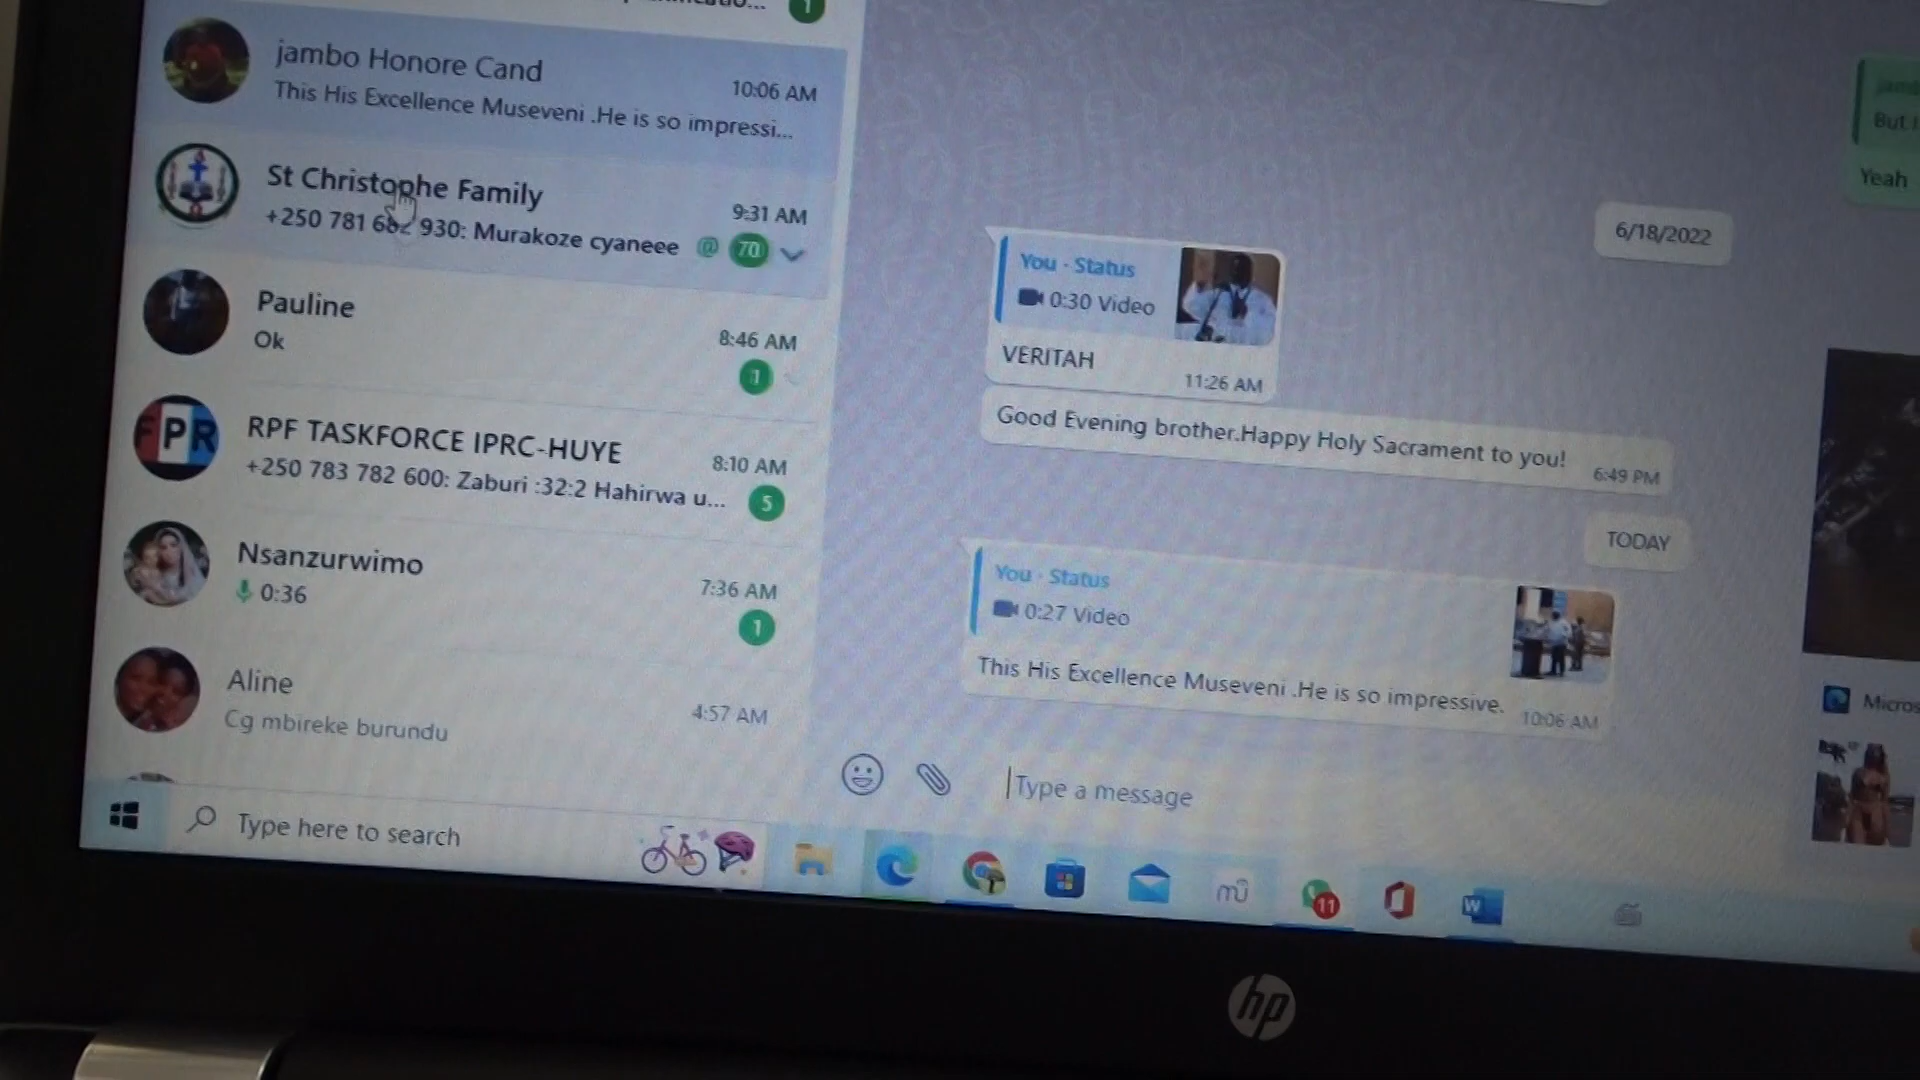 1
jambo Honore Cand
10:06 AM
This His Excellence Museveni .He is so impressi...
St Christophe Family
9:31 AM
+250 781 682 930: Murakoze cyaneee @ 70
Pauline
8:46 AM
Ok
1
FPR
RPF TASKFORCE IPRC-HUYE
8:10 AM
+250 783 782 600: Zaburi :32:2 Hahirwa u...
5
Nsanzurwimo
7:36 AM
0:36
1
Aline
4:57 AM
Cg mbireke burundu
But I
Yeah
6/18/2022
You · Status
0:30 Video
VERITAH
11:26 AM
Good Evening brother.Happy Holy Sacrament to you!
6:49 PM
TODAY
You · Status
0:27 Video
This His Excellence Museveni .He is so impressive.
10:06 AM
Type a message
Micros
Type here to search
11
W
hp